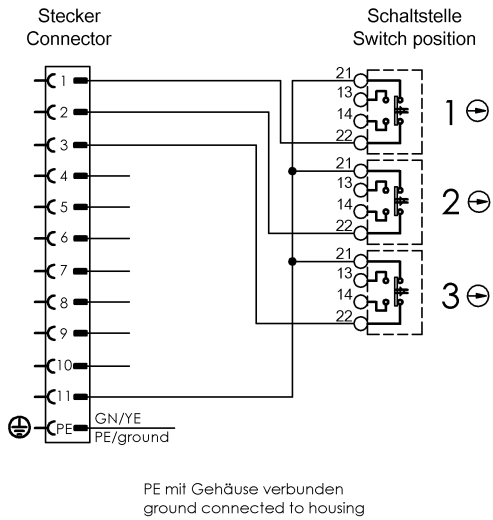 Stecker
Connector
Schaltstelle
Switch position
1
2
3
4
5
6
7
8
9
10
11
PE
GN/YE
PE/ground
21
13
14
22
1
21
13
14
22
2
21
13
14
22
3
PE mit Gehäuse verbunden
ground connected to housing